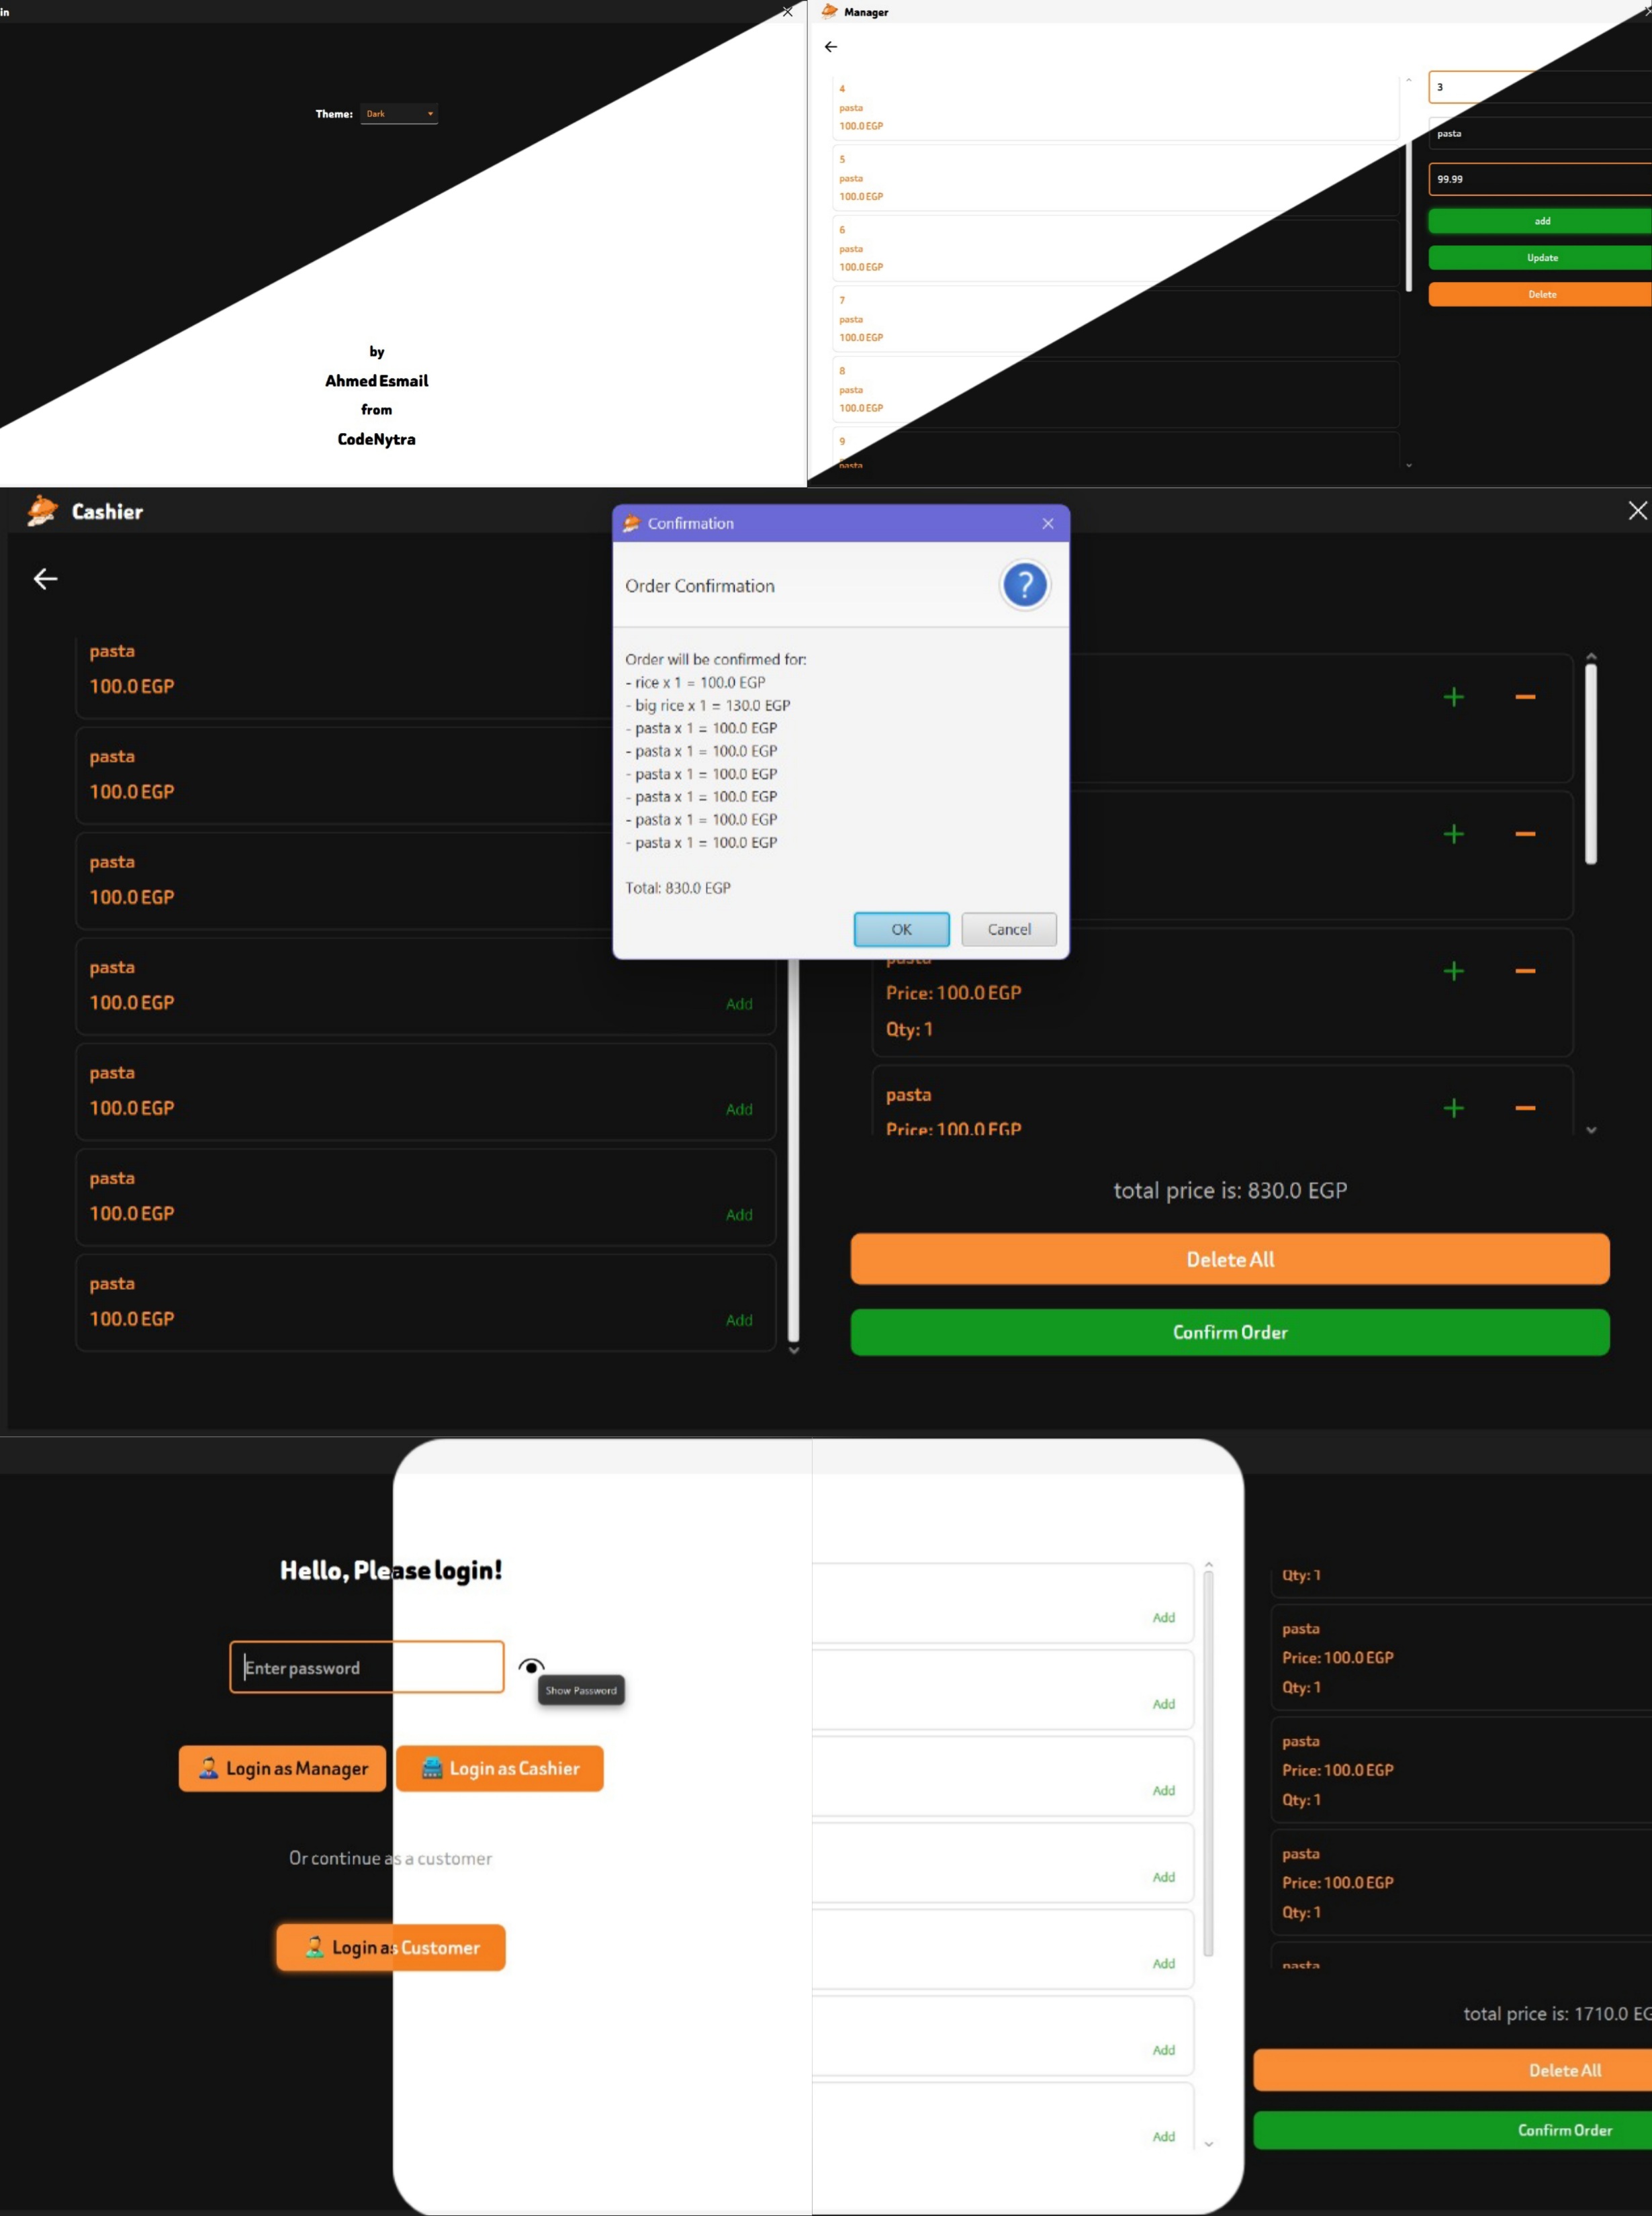 in
Theme: Dark
by
Ahmed Esmail
from
CodeNytra
Manager
4
pasta
100.0 EGP
5
pasta
100.0 EGP
6
pasta
100.0 EGP
7
pasta
100.0 EGP
8
pasta
100.0 EGP
9
pasta
3
pasta
99.99
add
Update
Delete
Cashier
pasta
100.0 EGP
pasta
100.0 EGP
pasta
100.0 EGP
pasta
100.0 EGP
Add
pasta
100.0 EGP
Add
pasta
100.0 EGP
Add
pasta
100.0 EGP
Add
Confirmation
Order Confirmation
?
Order will be confirmed for:
- rice x 1 = 100.0 EGP
- big rice x 1 = 130.0 EGP
- pasta x 1 = 100.0 EGP
- pasta x 1 = 100.0 EGP
- pasta x 1 = 100.0 EGP
- pasta x 1 = 100.0 EGP
- pasta x 1 = 100.0 EGP
- pasta x 1 = 100.0 EGP
Total: 830.0 EGP
OK
Cancel
pasta
Price: 100.0 EGP
Qty: 1
pasta
Price: 100.0 EGP
total price is: 830.0 EGP
Delete All
Confirm Order
Hello, Please login!
Enter password
Show Password
Login as Manager
Login as Cashier
Or continue as a customer
Login as Customer
Add
Add
Add
Add
Add
Add
Add
Qty: 1
pasta
Price: 100.0 EGP
Qty: 1
pasta
Price: 100.0 EGP
Qty: 1
pasta
Price: 100.0 EGP
Qty: 1
pasta
total price is: 1710.0 EG
Delete All
Confirm Order